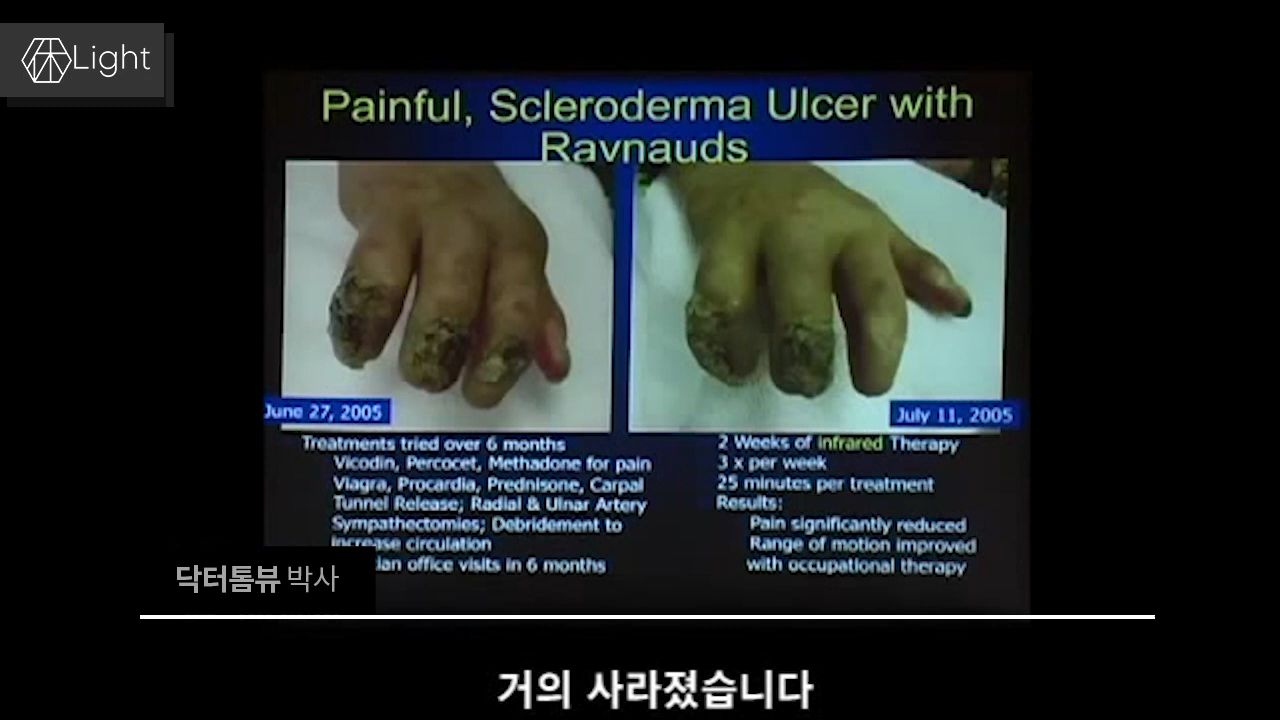 Light
Painful, Scleroderma Ulcer with
Raynauds
June 27, 2005
July 11, 2005
Treatments tried over 6 months
Vicodin, Percocet, Methadone for pain
Viagra, Procardia, Prednisone, Carpal
Tunnel Release; Radial & Ulnar Artery
Sympathectomies; Debridement to
increase circulation
office visits in 6 months
2 Weeks of Infrared Therapy
3 x per week
25 minutes per treatment
Results:
Pain significantly reduced
Range of motion improved
with occupational therapy
닥터톰뷰 박사
거의 사라졌습니다